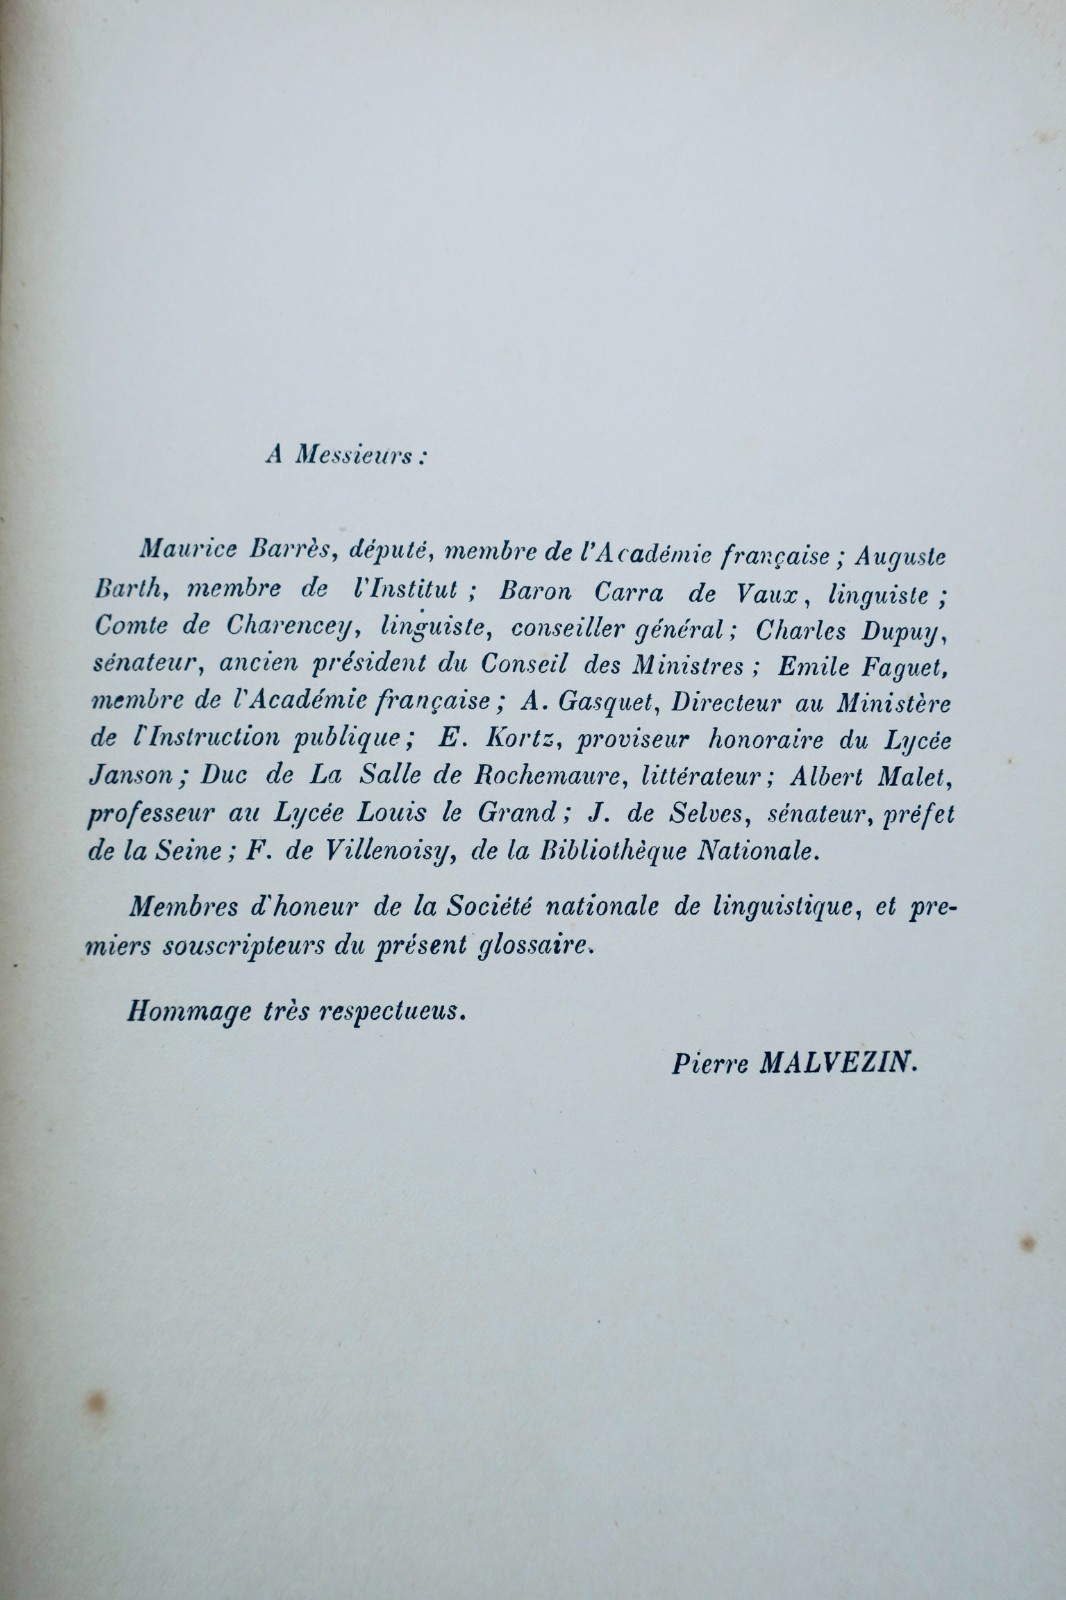 A Messieurs :
Maurice Barrès, député, membre de l'Académie française ; Auguste
Barth, membre de l'Institut ; Baron Carra de Vaux, linguiste ;
Comte de Charencey, linguiste, conseiller général ; Charles Dupuy,
sénateur, ancien président du Conseil des Ministres ; Emile Faguet,
membre de l'Académie française ; A. Gasquet, Directeur au Ministère
de l'Instruction publique ; E. Kortz, proviseur honoraire du Lycée
Janson ; Duc de La Salle de Rochemaure, littérateur ; Albert Malet,
professeur au Lycée Louis le Grand ; J. de Selves, sénateur, préfet
de la Seine ; F. de Villenoisy, de la Bibliothèque Nationale.
Membres d'honeur de la Société nationale de linguistique, et pre-
miers souscripteurs du présent glossaire.
Hommage très respectueus.
Pierre MALVEZIN.